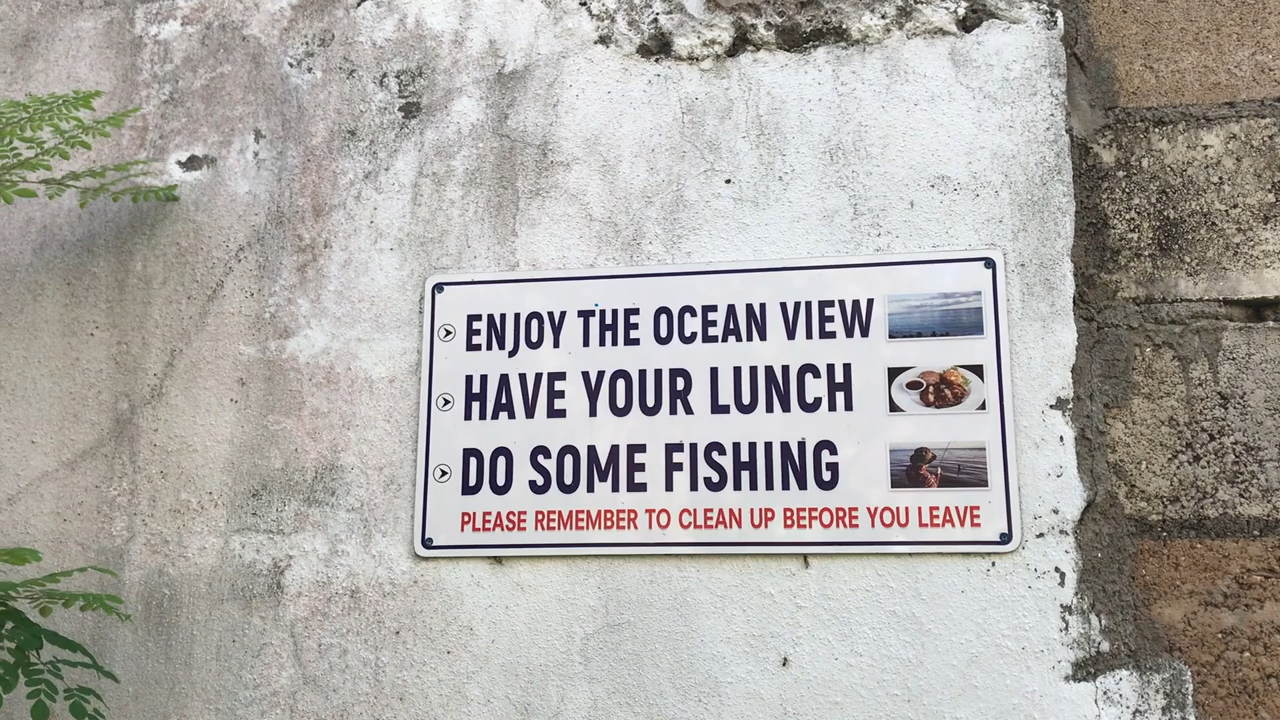 ENJOY THE OCEAN VIEW
HAVE YOUR LUNCH
DO SOME FISHING
PLEASE REMEMBER TO CLEAN UP BEFORE YOU LEAVE